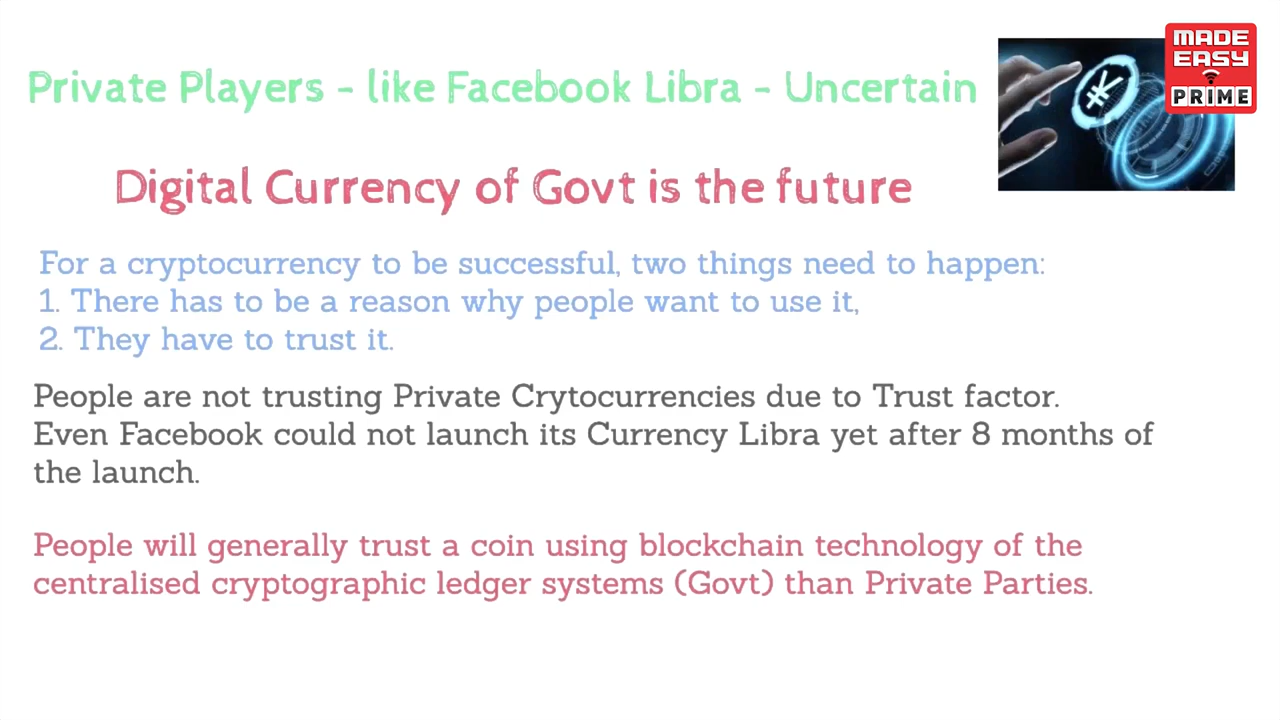 Private Players - like Facebook Libra - Uncertain
MADE
EASY
PRIME
Digital Currency of Govt is the future
For a cryptocurrency to be successful, two things need to happen:
1. There has to be a reason why people want to use it,
2. They have to trust it.
People are not trusting Private Crytocurrencies due to Trust factor.
Even Facebook could not launch its Currency Libra yet after 8 months of
the launch.
People will generally trust a coin using blockchain technology of the
centralised cryptographic ledger systems (Govt) than Private Parties.